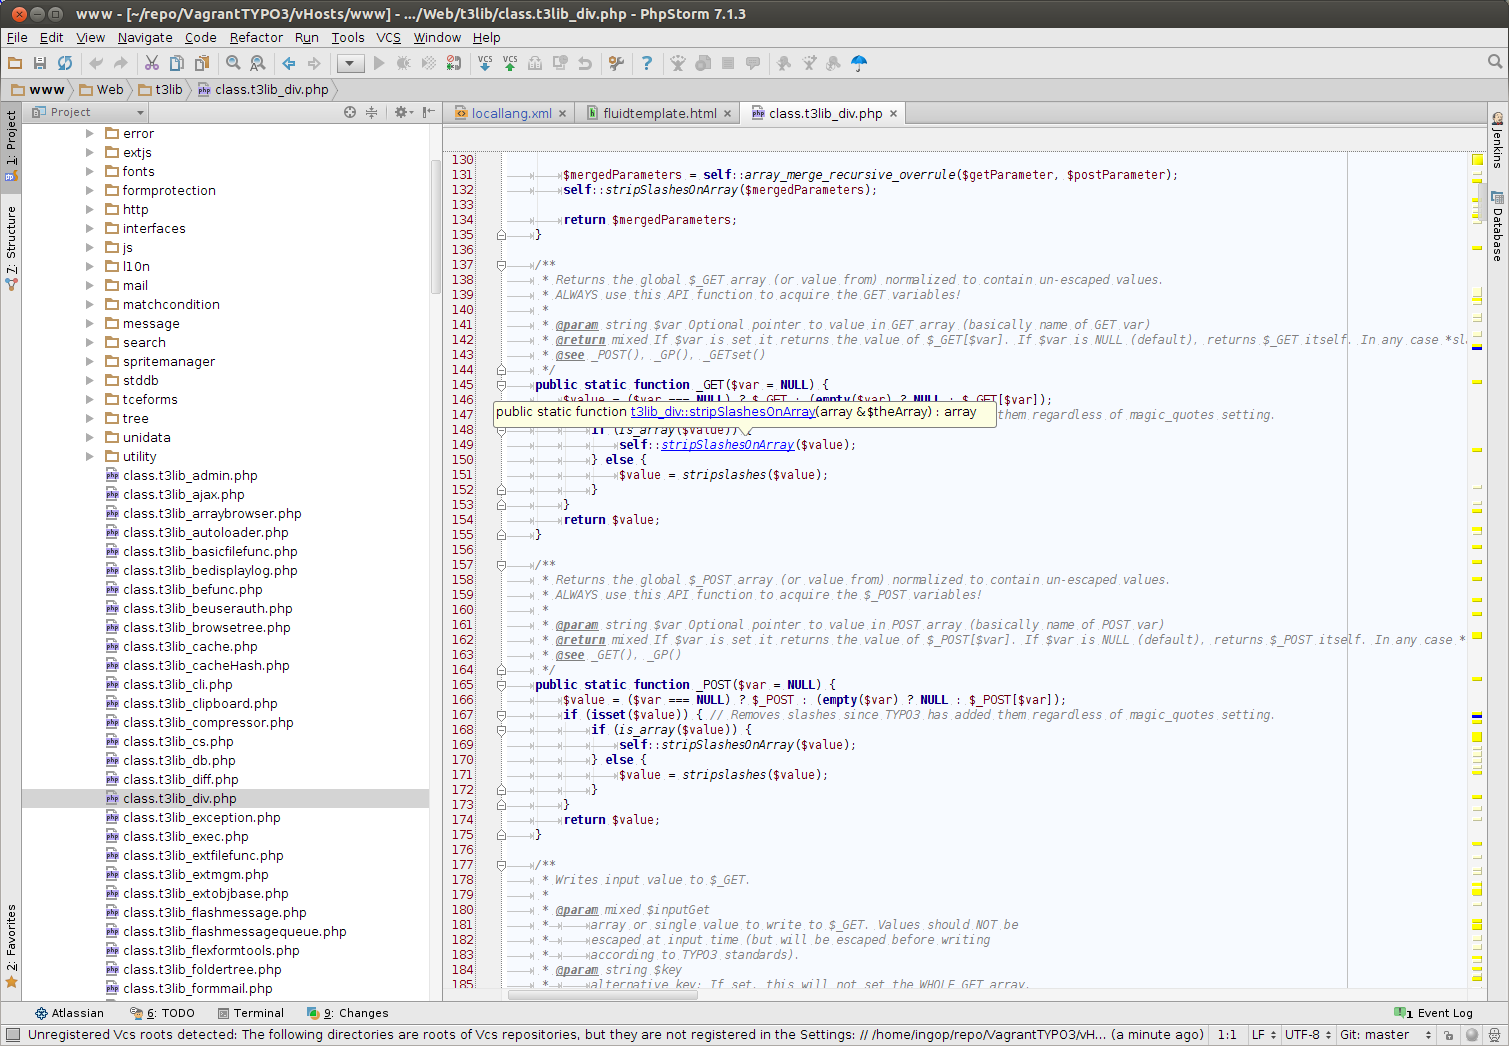 www - [~/repo/VagrantTYPO3/vHosts/www] - .../Web/t3lib/class.t3lib_div.php - PhpStorm 7.1.3
File Edit View Navigate Code Refactor Run Tools VCS Window Help
VCS VCS
www Web t3lib class.t3lib_div.php
Project
locallang.xml fluidtemplate.html class.t3lib_div.php
1: Project
7: Structure
2: Favorites
error
extjs
fonts
formprotection
http
interfaces
js
l10n
mail
matchcondition
message
search
spritemanager
stddb
tceforms
tree
unidata
utility
class.t3lib_admin.php
class.t3lib_ajax.php
class.t3lib_arraybrowser.php
class.t3lib_autoloader.php
class.t3lib_basicfilefunc.php
class.t3lib_bedisplaylog.php
class.t3lib_befunc.php
class.t3lib_beuserauth.php
class.t3lib_browsetree.php
class.t3lib_cache.php
class.t3lib_cacheHash.php
class.t3lib_cli.php
class.t3lib_clipboard.php
class.t3lib_compressor.php
class.t3lib_cs.php
class.t3lib_db.php
class.t3lib_diff.php
class.t3lib_div.php
class.t3lib_exception.php
class.t3lib_exec.php
class.t3lib_extfilefunc.php
class.t3lib_extmgm.php
class.t3lib_extobjbase.php
class.t3lib_flashmessage.php
class.t3lib_flashmessagequeue.php
class.t3lib_flexformtools.php
class.t3lib_foldertree.php
class.t3lib_formmail.php
130
131 $mergedParameters = self::array_merge_recursive_overrule($getParameter, $postParameter);
132 self::stripSlashesOnArray($mergedParameters);
133
134 return $mergedParameters;
135 }
136
137 /**
138 * Returns the global $_GET array (or value from) normalized to contain un-escaped values.
139 * ALWAYS use this API function to acquire the GET variables!
140 *
141 * @param string $var Optional pointer to value in GET array (basically name of GET var)
142 * @return mixed If $var is set it returns the value of $_GET[$var]. If $var is NULL (default), returns $_GET itself. In any case *sla
143 * @see _POST(), _GP(), _GETset()
144 */
145 public static function _GET($var = NULL) {
146 $value = ($var === NULL) ? $_GET : (empty($var) ? NULL : $_GET[$var]);
public static function t3lib_div::stripSlashesOnArray(array &$theArray) : array
147 them regardless of magic_quotes setting.
148 if (is_array($value)) {
149 self::stripSlashesOnArray($value);
150 } else {
151 $value = stripslashes($value);
152 }
153 }
154 return $value;
155 }
156
157 /**
158 * Returns the global $_POST array (or value from) normalized to contain un-escaped values.
159 * ALWAYS use this API function to acquire the $_POST variables!
160 *
161 * @param string $var Optional pointer to value in POST array (basically name of POST var)
162 * @return mixed If $var is set it returns the value of $_POST[$var]. If $var is NULL (default), returns $_POST itself. In any case *
163 * @see _GET(), _GP()
164 */
165 public static function _POST($var = NULL) {
166 $value = ($var === NULL) ? $_POST : (empty($var) ? NULL : $_POST[$var]);
167 if (isset($value)) { // Removes slashes since TYPO3 has added them regardless of magic_quotes setting.
168 if (is_array($value)) {
169 self::stripSlashesOnArray($value);
170 } else {
171 $value = stripslashes($value);
172 }
173 }
174 return $value;
175 }
176
177 /**
178 * Writes input value to $_GET.
179 *
180 * @param mixed $inputGet
181 * array or single value to write to $_GET. Values should NOT be
182 * escaped at input time (but will be escaped before writing
183 * according to TYPO3 standards).
184 * @param string $key
185 * alternative key; If set, this will not set the WHOLE GET array,
Jenkins
Database
Atlassian 6: TODO Terminal 9: Changes 1 Event Log
Unregistered Vcs roots detected: The following directories are roots of Vcs repositories, but they are not registered in the Settings: // /home/ingop/repo/VagrantTYPO3/vH... (a minute ago) 1:1 LF UTF-8 Git: master